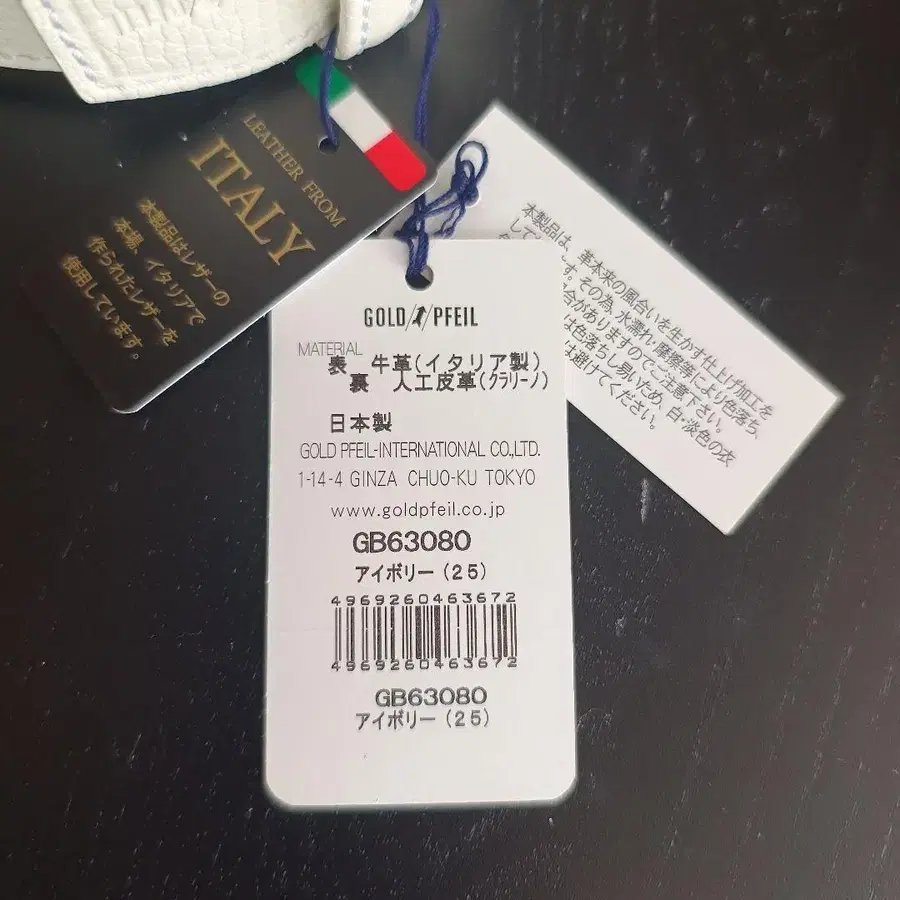 LEATHER FROM
ITALY
本製品はレザーの
本場、イタリアで
作られたレザーを
使用しています。
GOLD PFEIL
MATERIAL
表 牛革(イタリア製)
裏 人工皮革(クラリーノ)
日本製
GOLD PFEIL-INTERNATIONAL CO.,LTD.
1-14-4 GINZA CHUO-KU TOKYO
www.goldpfeil.co.jp
GB63080
アイボリー(25)
4969260463672
4969260463672
GB63080
アイボリー(25)
本製品は、革本来の風合いを生かす仕上げ加工を
して す。その為、水濡れ・摩擦等により色落ち、
合がありますのでご注意下さい。
は色落ちし易いため、白・淡色の衣
は避けてください。